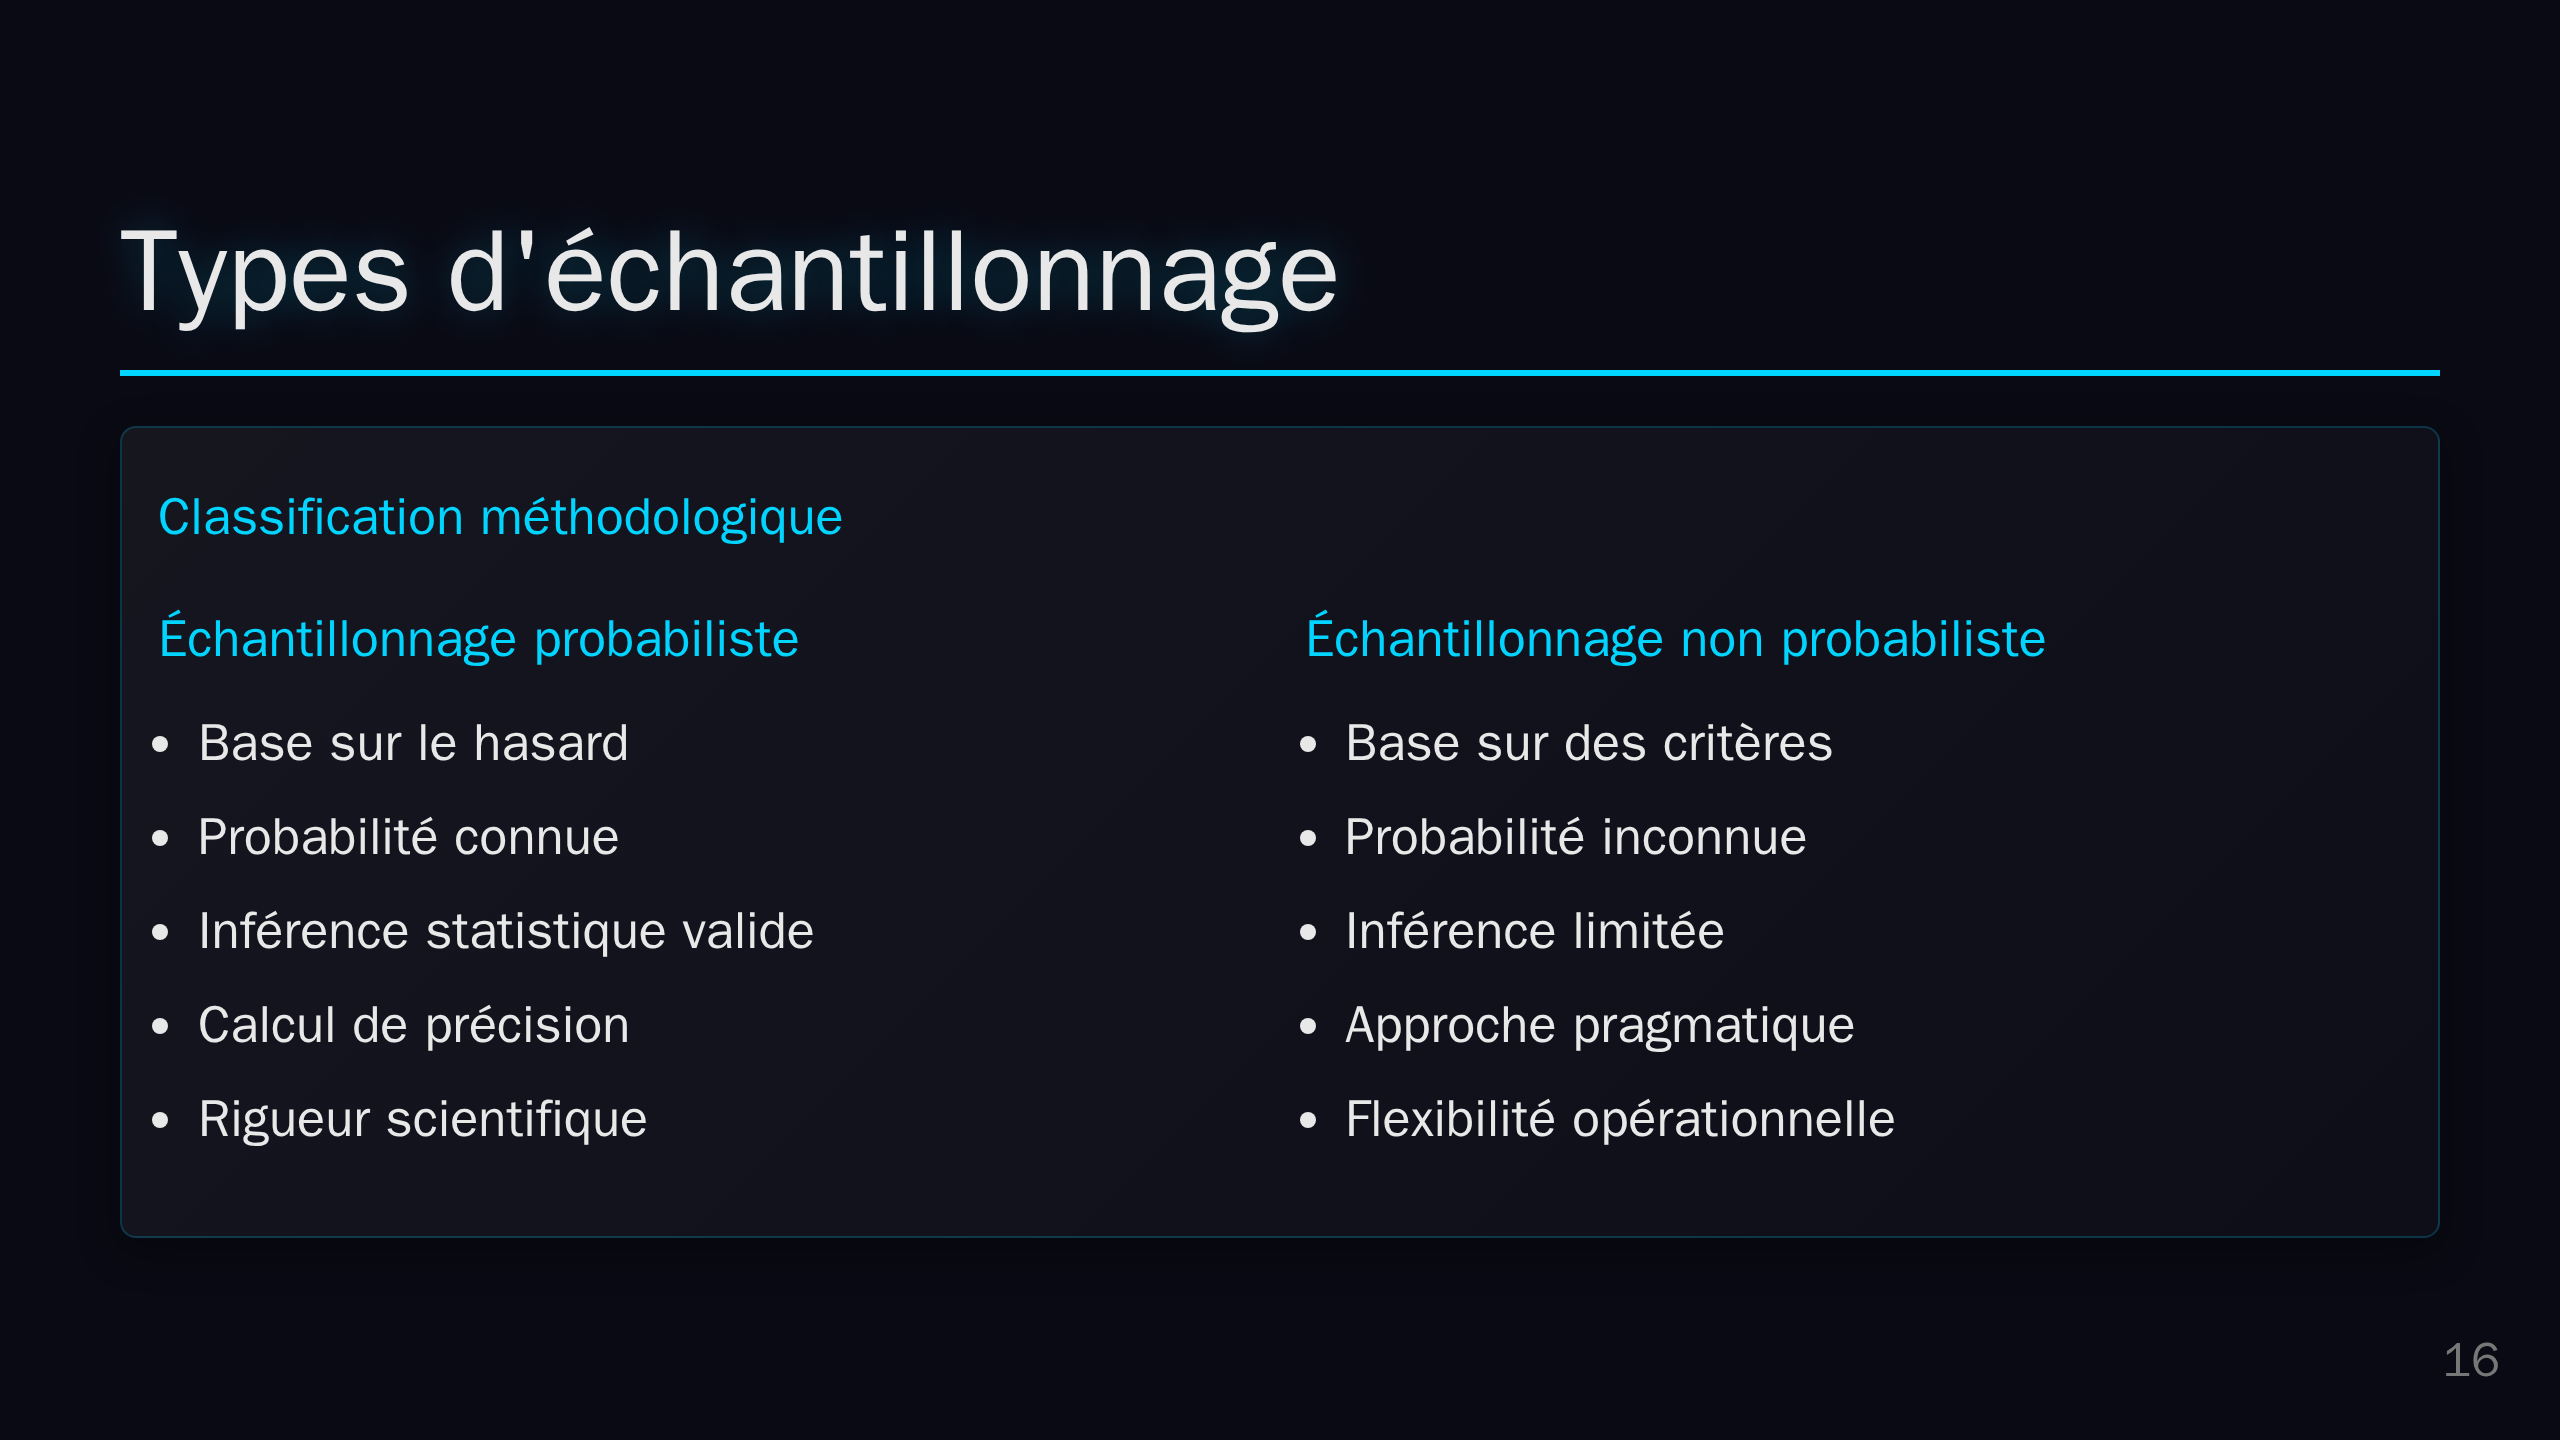 Types d'échantillonnage
Classification méthodologique
Échantillonnage probabiliste
• Base sur le hasard
• Probabilité connue
• Inférence statistique valide
• Calcul de précision
• Rigueur scientifique
Échantillonnage non probabiliste
• Base sur des critères
• Probabilité inconnue
• Inférence limitée
• Approche pragmatique
• Flexibilité opérationnelle
16